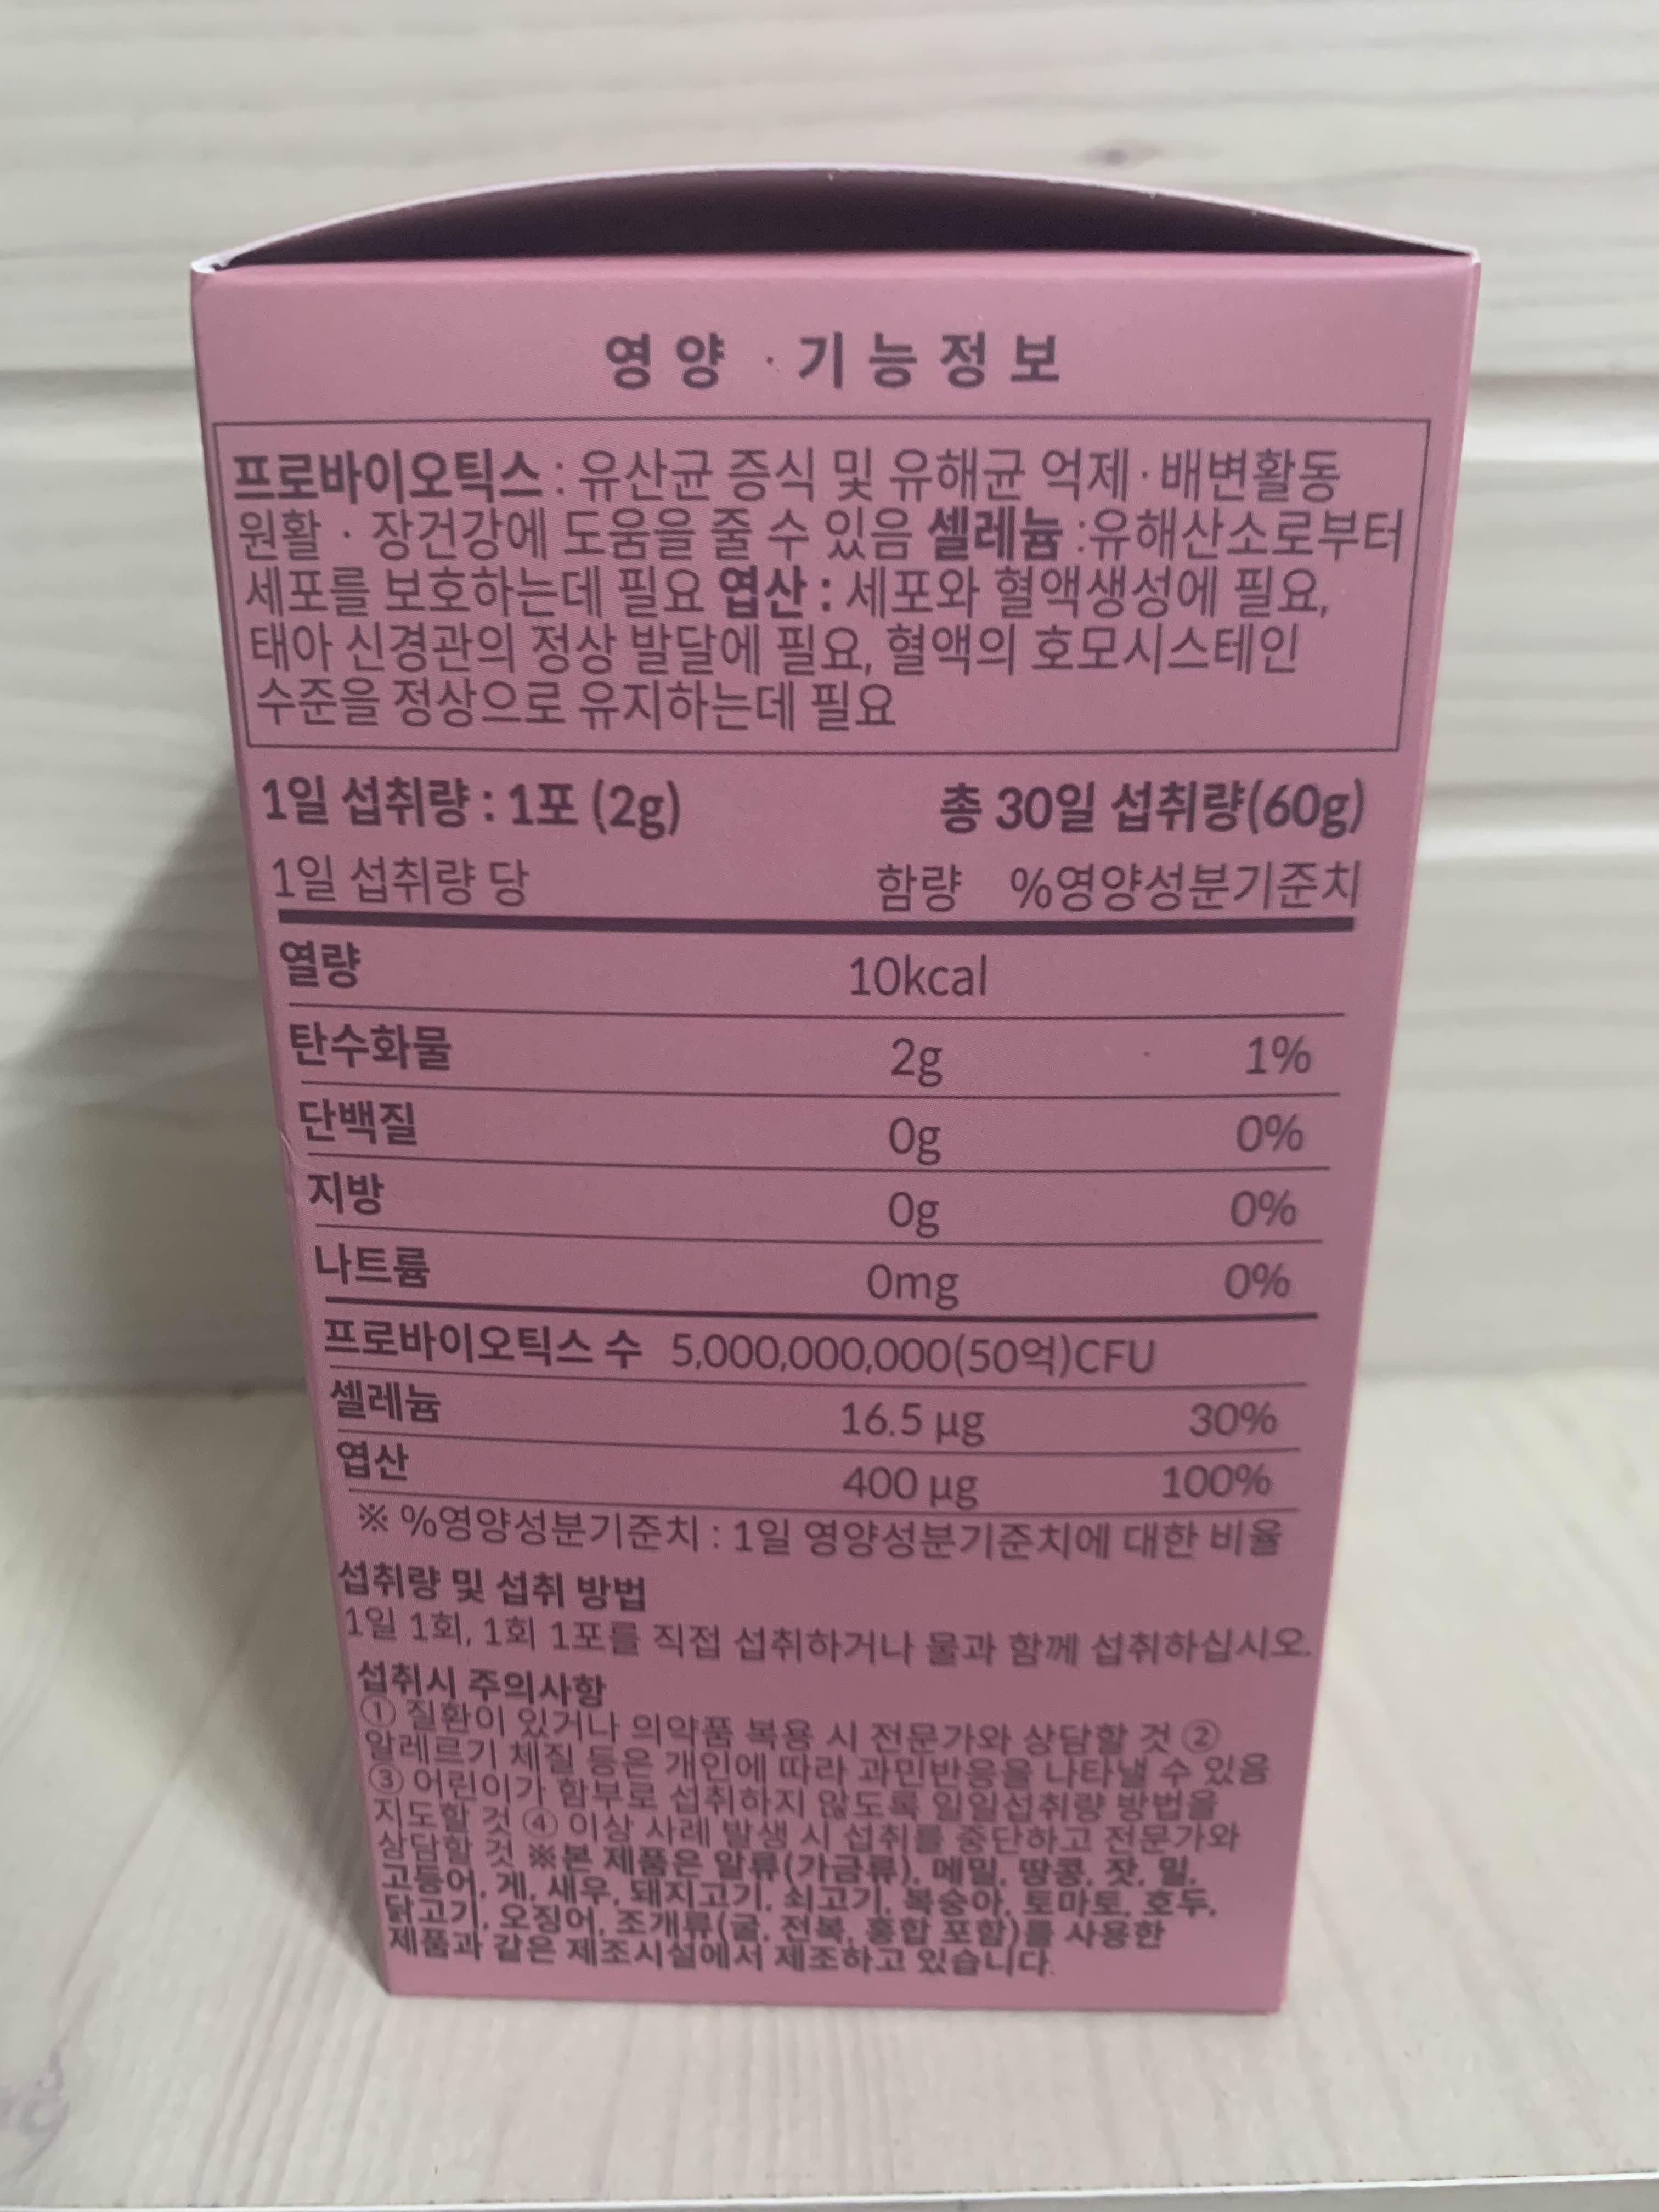 영양 · 기능정보
프로바이오틱스 : 유산균 증식 및 유해균 억제 · 배변활동
원활 · 장건강에 도움을 줄 수 있음 셀레늄 :유해산소로부터
세포를 보호하는데 필요 엽산 : 세포와 혈액생성에 필요,
태아 신경관의 정상 발달에 필요, 혈액의 호모시스테인
수준을 정상으로 유지하는데 필요
1일 섭취량 : 1포 (2g) 총 30일 섭취량(60g)
1일 섭취량 당 함량 %영양성분기준치
열량 10kcal
탄수화물 2g 1%
단백질 0g 0%
지방 0g 0%
나트륨 0mg 0%
프로바이오틱스 수 5,000,000,000(50억)CFU
셀레늄 16.5 μg 30%
엽산 400 μg 100%
※ %영양성분기준치 : 1일 영양성분기준치에 대한 비율
섭취량 및 섭취 방법
1일 1회, 1회 1포를 직접 섭취하거나 물과 함께 섭취하십시오.
섭취시 주의사항
① 질환이 있거나 의약품 복용 시 전문가와 상담할 것 ②
알레르기 체질 등은 개인에 따라 과민반응을 나타낼 수 있음
③ 어린이가 함부로 섭취하지 않도록 일일섭취량 방법을
지도할 것 ④ 이상 사례 발생 시 섭취를 중단하고 전문가와
상담할 것 ※본 제품은 알류(가금류), 메밀, 땅콩, 잣, 밀,
고등어, 게, 새우, 돼지고기, 쇠고기, 복숭아, 토마토, 호두,
닭고기, 오징어, 조개류(굴, 전복, 홍합 포함)를 사용한
제품과 같은 제조시설에서 제조하고 있습니다.